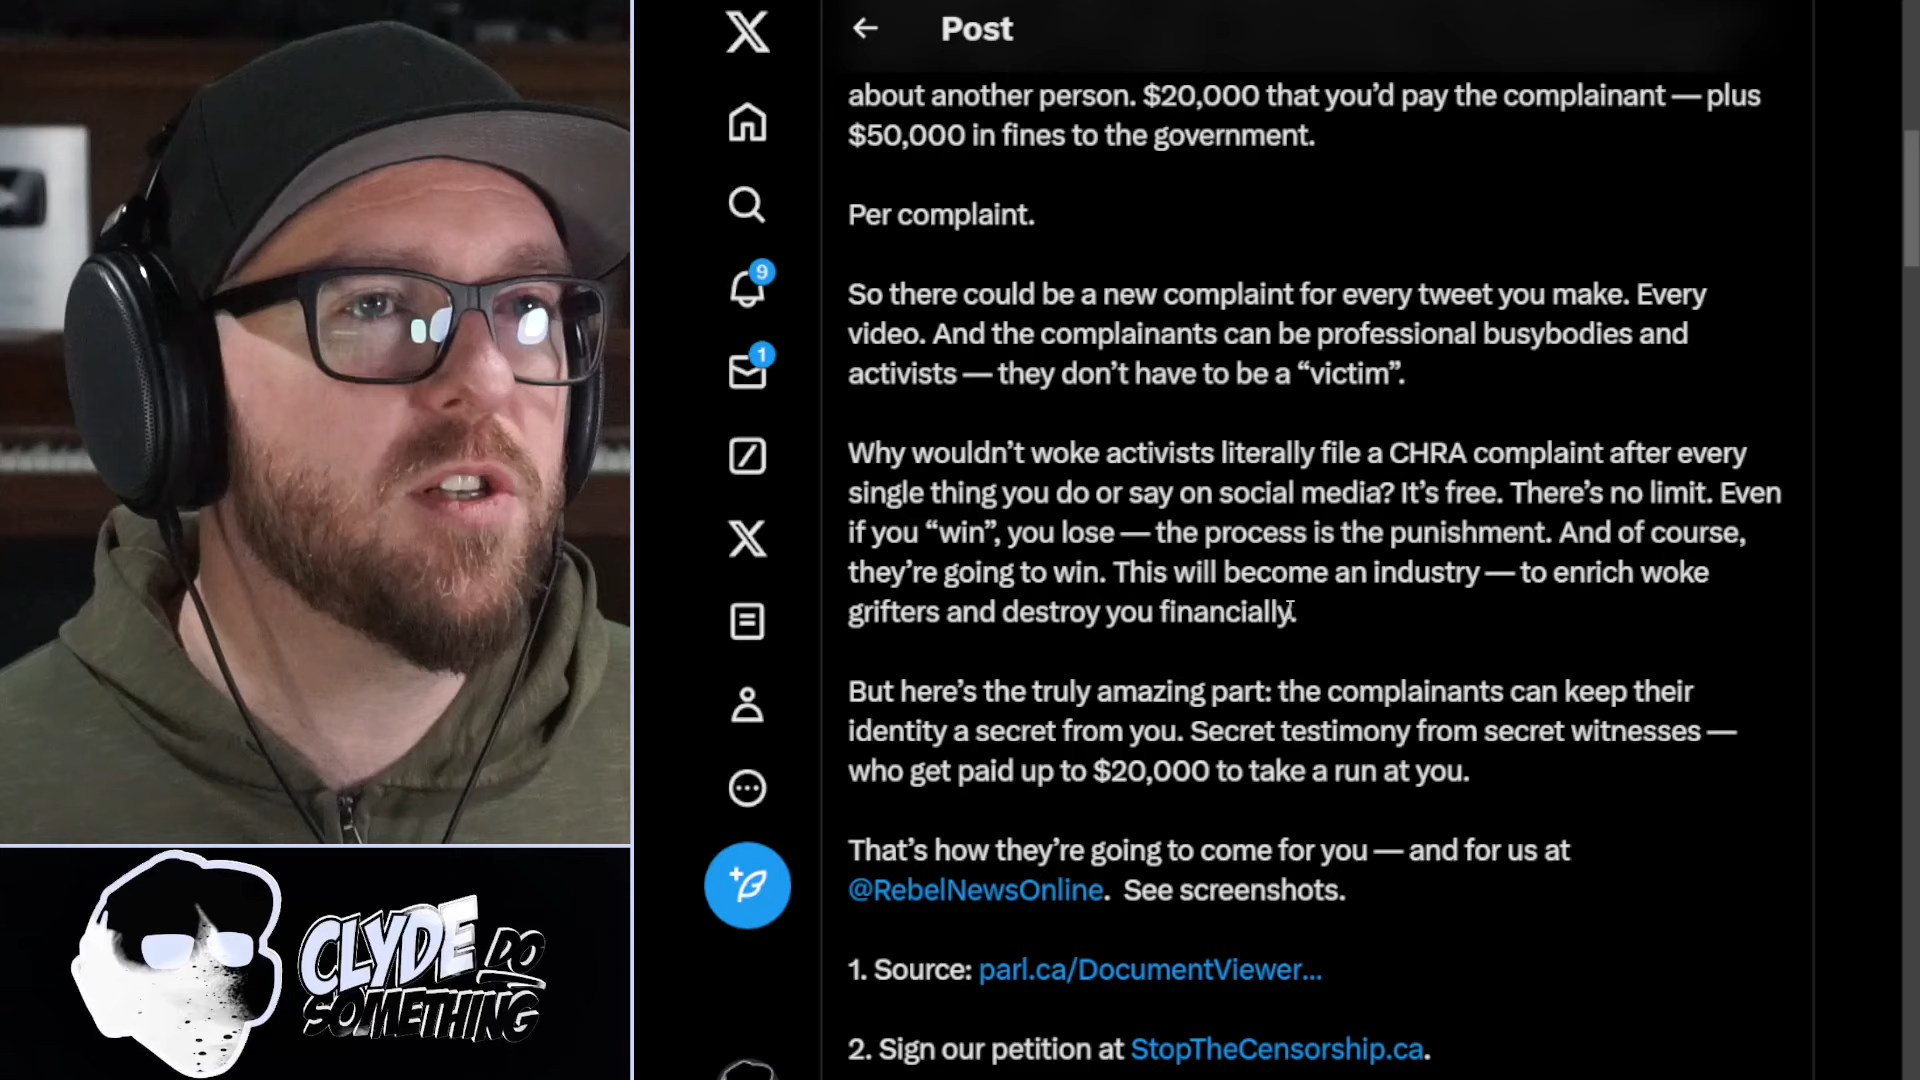 Post
about another person. $20,000 that you’d pay the complainant — plus
$50,000 in fines to the government.
Per complaint.
So there could be a new complaint for every tweet you make. Every
video. And the complainants can be professional busybodies and
activists — they don’t have to be a “victim”.
Why wouldn’t woke activists literally file a CHRA complaint after every
single thing you do or say on social media? It’s free. There’s no limit. Even
if you “win”, you lose — the process is the punishment. And of course,
they’re going to win. This will become an industry — to enrich woke
grifters and destroy you financially.
But here’s the truly amazing part: the complainants can keep their
identity a secret from you. Secret testimony from secret witnesses —
who get paid up to $20,000 to take a run at you.
That’s how they’re going to come for you — and for us at
@RebelNewsOnline. See screenshots.
1. Source: parl.ca/DocumentViewer...
2. Sign our petition at StopTheCensorship.ca.
9
1
CLYDE DO
SOMETHING